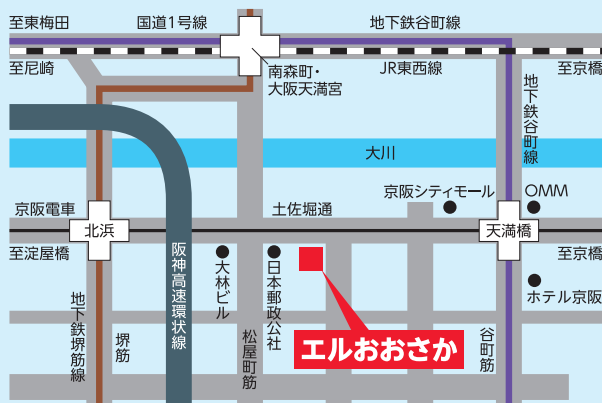 至東梅田
国道1号線
地下鉄谷町線
至尼崎
南森町・
大阪天満宮
JR東西線
至京橋
地下鉄谷町線
大川
京阪シティモール
OMM
京阪電車
土佐堀通
北浜
天満橋
至淀屋橋
至京橋
阪神高速環状線
大林ビル
日本郵政公社
ホテル京阪
地下鉄堺筋線
堺筋
松屋町筋
エルおおさか
谷町筋